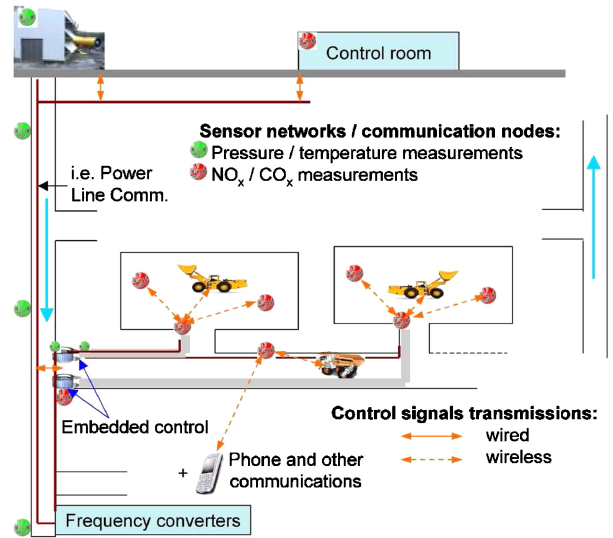 Control room
Sensor networks / communication nodes:
Pressure / temperature measurements
NOx / COx measurements
i.e. Power
Line Comm.
Embedded control
Control signals transmissions:
wired
wireless
+ Phone and other
communications
Frequency converters